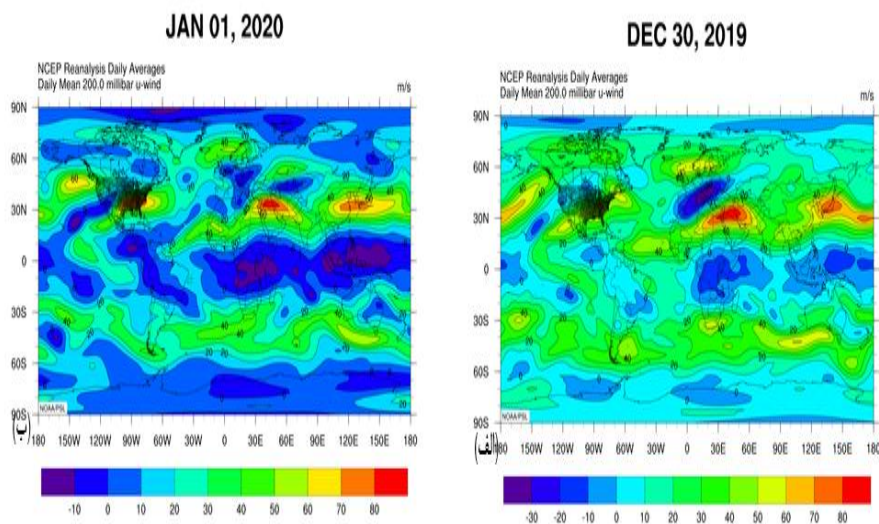 JAN 01, 2020
NCEP Reanalysis Daily Averages
Daily Mean 200.0 millibar u-wind
m/s
90N
60N
30N
0
30S
60S
90S
NOAA/PSL
(ب)
180 150W 120W 90W 60W 30W 0 30E 60E 90E 120E 150E 180
-10 0 10 20 30 40 50 60 70 80
DEC 30, 2019
NCEP Reanalysis Daily Averages
Daily Mean 200.0 millibar u-wind
m/s
90N
60N
30N
0
30S
60S
90S
NOAA/PSL
(الف)
180 150W 120W 90W 60W 30W 0 30E 60E 90E 120E 150E 180
-30 -20 -10 0 10 20 30 40 50 60 70 80